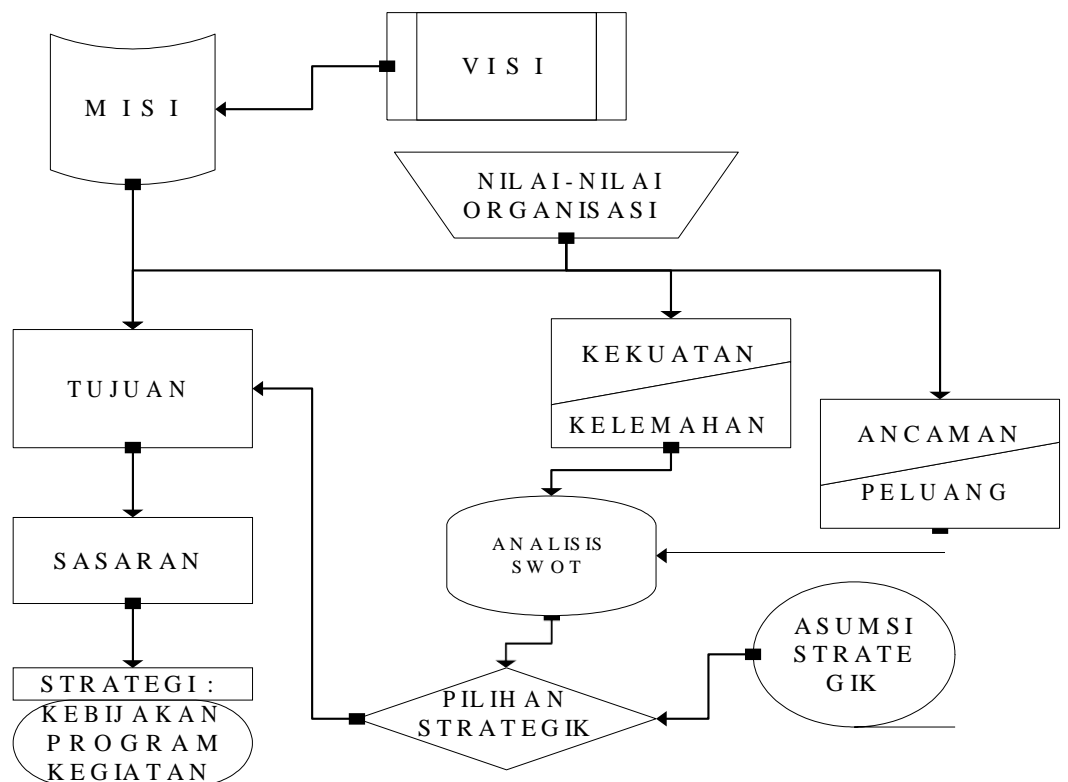 VISI
MISI
NILAI-NILAI
ORGANISASI
KEKUATAN
KELEMAHAN
TUJUAN
ANCAMAN
PELUANG
ANALISIS
SWOT
SASARAN
ASUMSI
STRATE
GIK
STRATEGI :
KEBIJAKAN
PROGRAM
KEGIATAN
PILIHAN
STRATEGIK